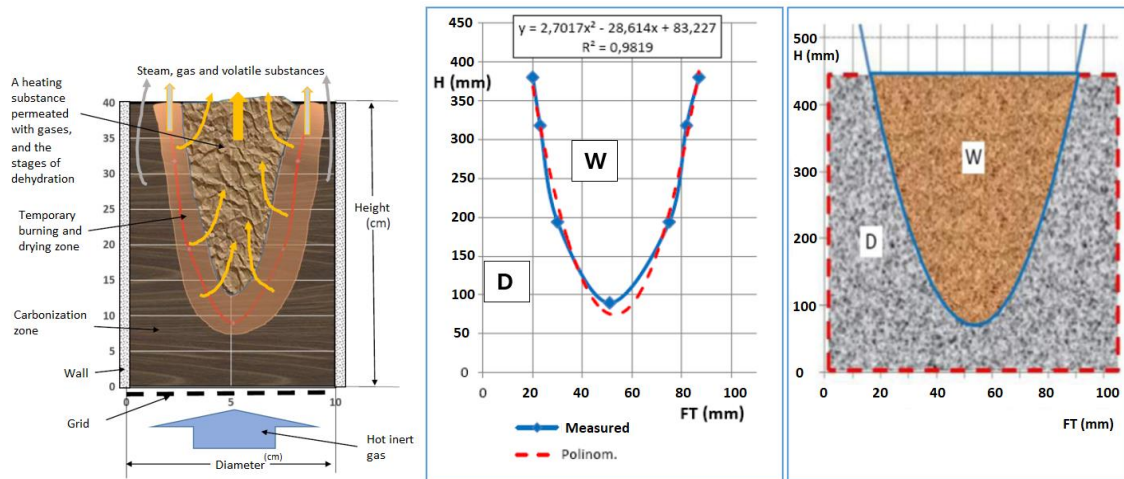 Steam, gas and volatile substances
A heating
substance
permeated
with gases,
and the
stages of
dehydration
Temporary
burning and
drying zone
Carbonization
zone
Wall
Grid
40
35
30
25
20
15
10
5
0
0
5
10
Height
(cm)
Hot inert
gas
(cm)
Diameter
y = 2,7017x² - 28,614x + 83,227
R² = 0,9819
H (mm)
450
400
350
300
250
200
150
100
50
0
W
D
0
20
40
60
80
100
FT (mm)
Measured
Polinom.
500
H (mm)
400
300
200
100
0
W
D
0
20
40
60
80
100
FT (mm)